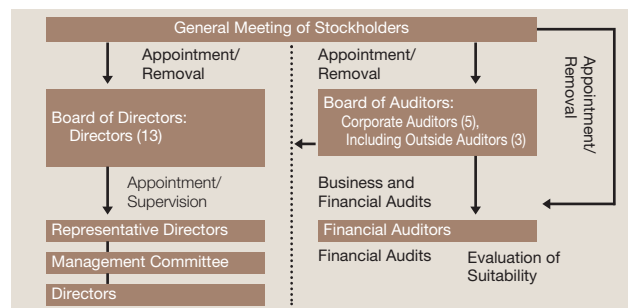 General Meeting of Stockholders
Appointment/
Removal
Appointment/
Removal
Appointment/
Removal
Board of Directors:
Directors (13)
Board of Auditors:
Corporate Auditors (5),
Including Outside Auditors (3)
Appointment/
Supervision
Business and
Financial Audits
Representative Directors
Financial Auditors
Management Committee
Financial Audits
Evaluation of
Suitability
Directors